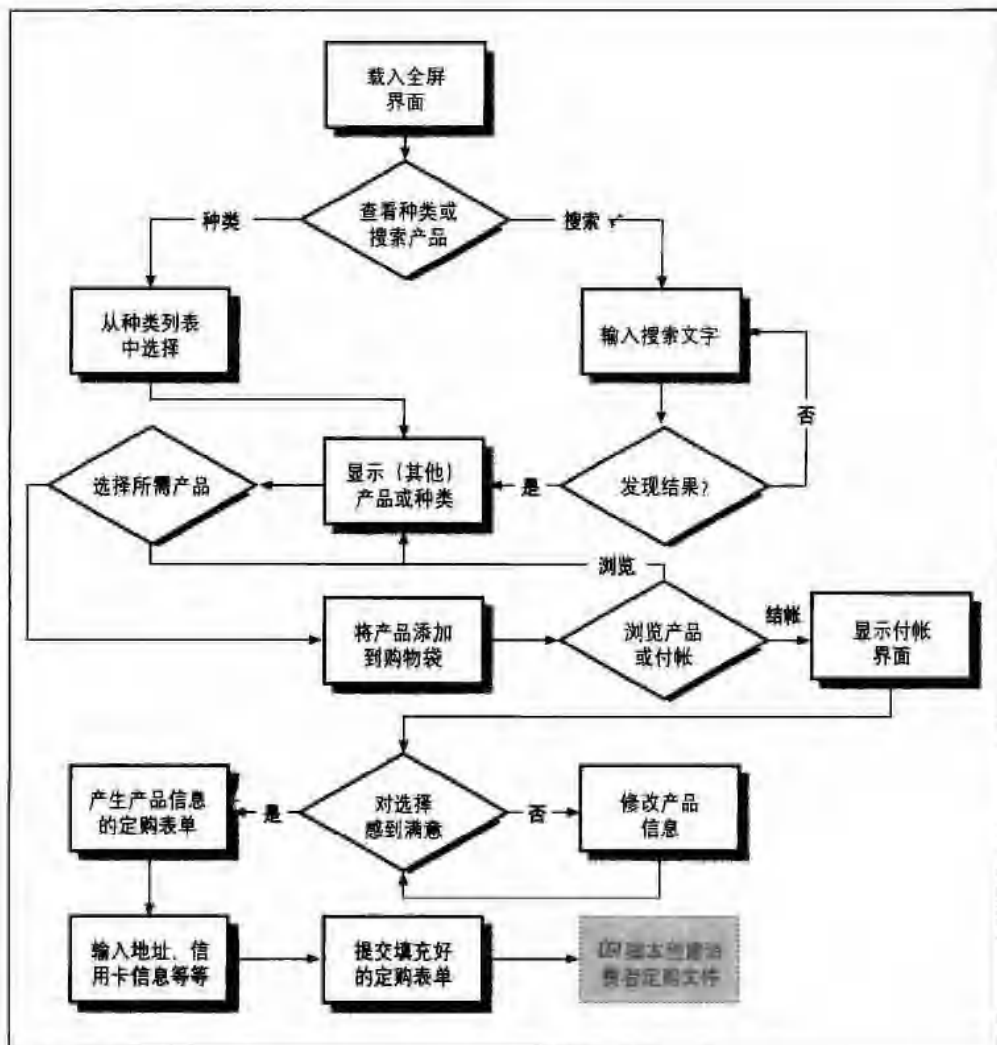 载入全屏
界面
查看种类或
搜索产品
种类
搜索
从种类列表
中选择
输入搜索文字
否
选择所需产品
显示（其他）
产品或种类
是
发现结果？
浏览
将产品添加
到购物袋
浏览产品
或付帐
结帐
显示付帐
界面
产生产品信息
的定购表单
是
对选择
感到满意
否
修改产品
信息
输入地址、信
用卡信息等等
提交填充好
的定购表单
CGI脚本创建消
费者定购文件